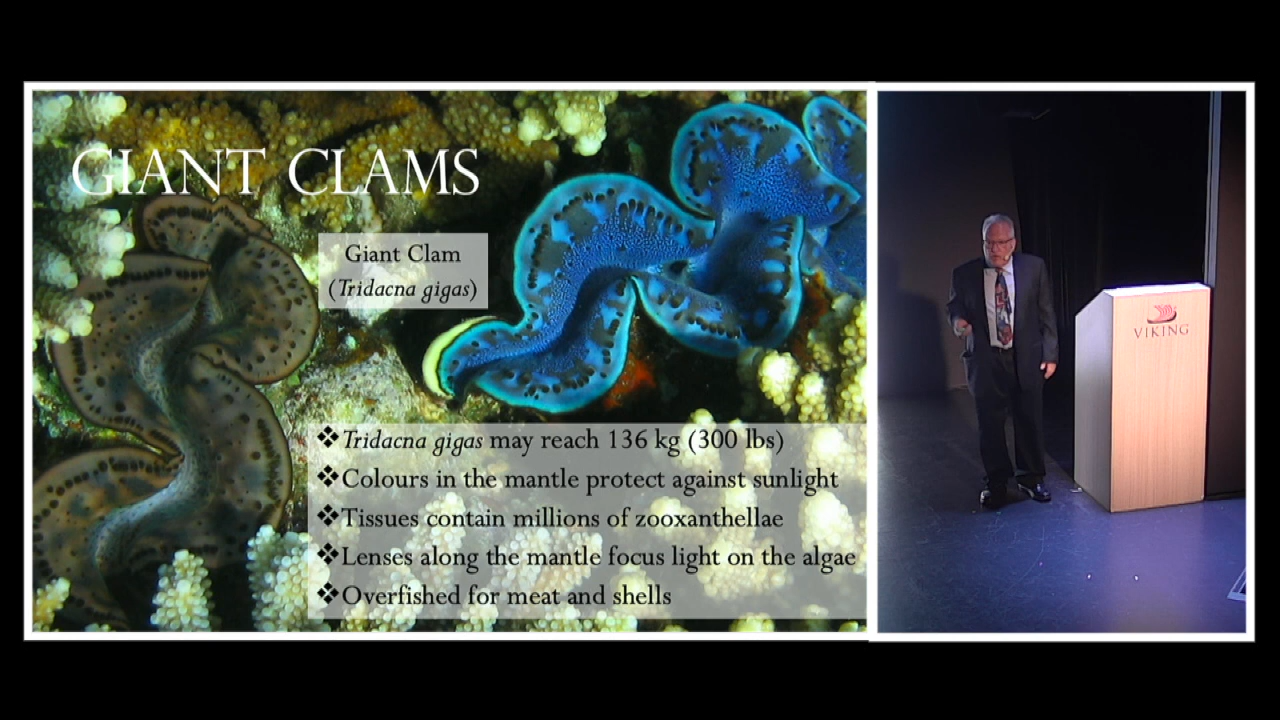 GIANT CLAMS
Giant Clam
(Tridacna gigas)
❖Tridacna gigas may reach 136 kg (300 lbs)
❖Colours in the mantle protect against sunlight
❖Tissues contain millions of zooxanthellae
❖Lenses along the mantle focus light on the algae
❖Overfished for meat and shells
VIKING